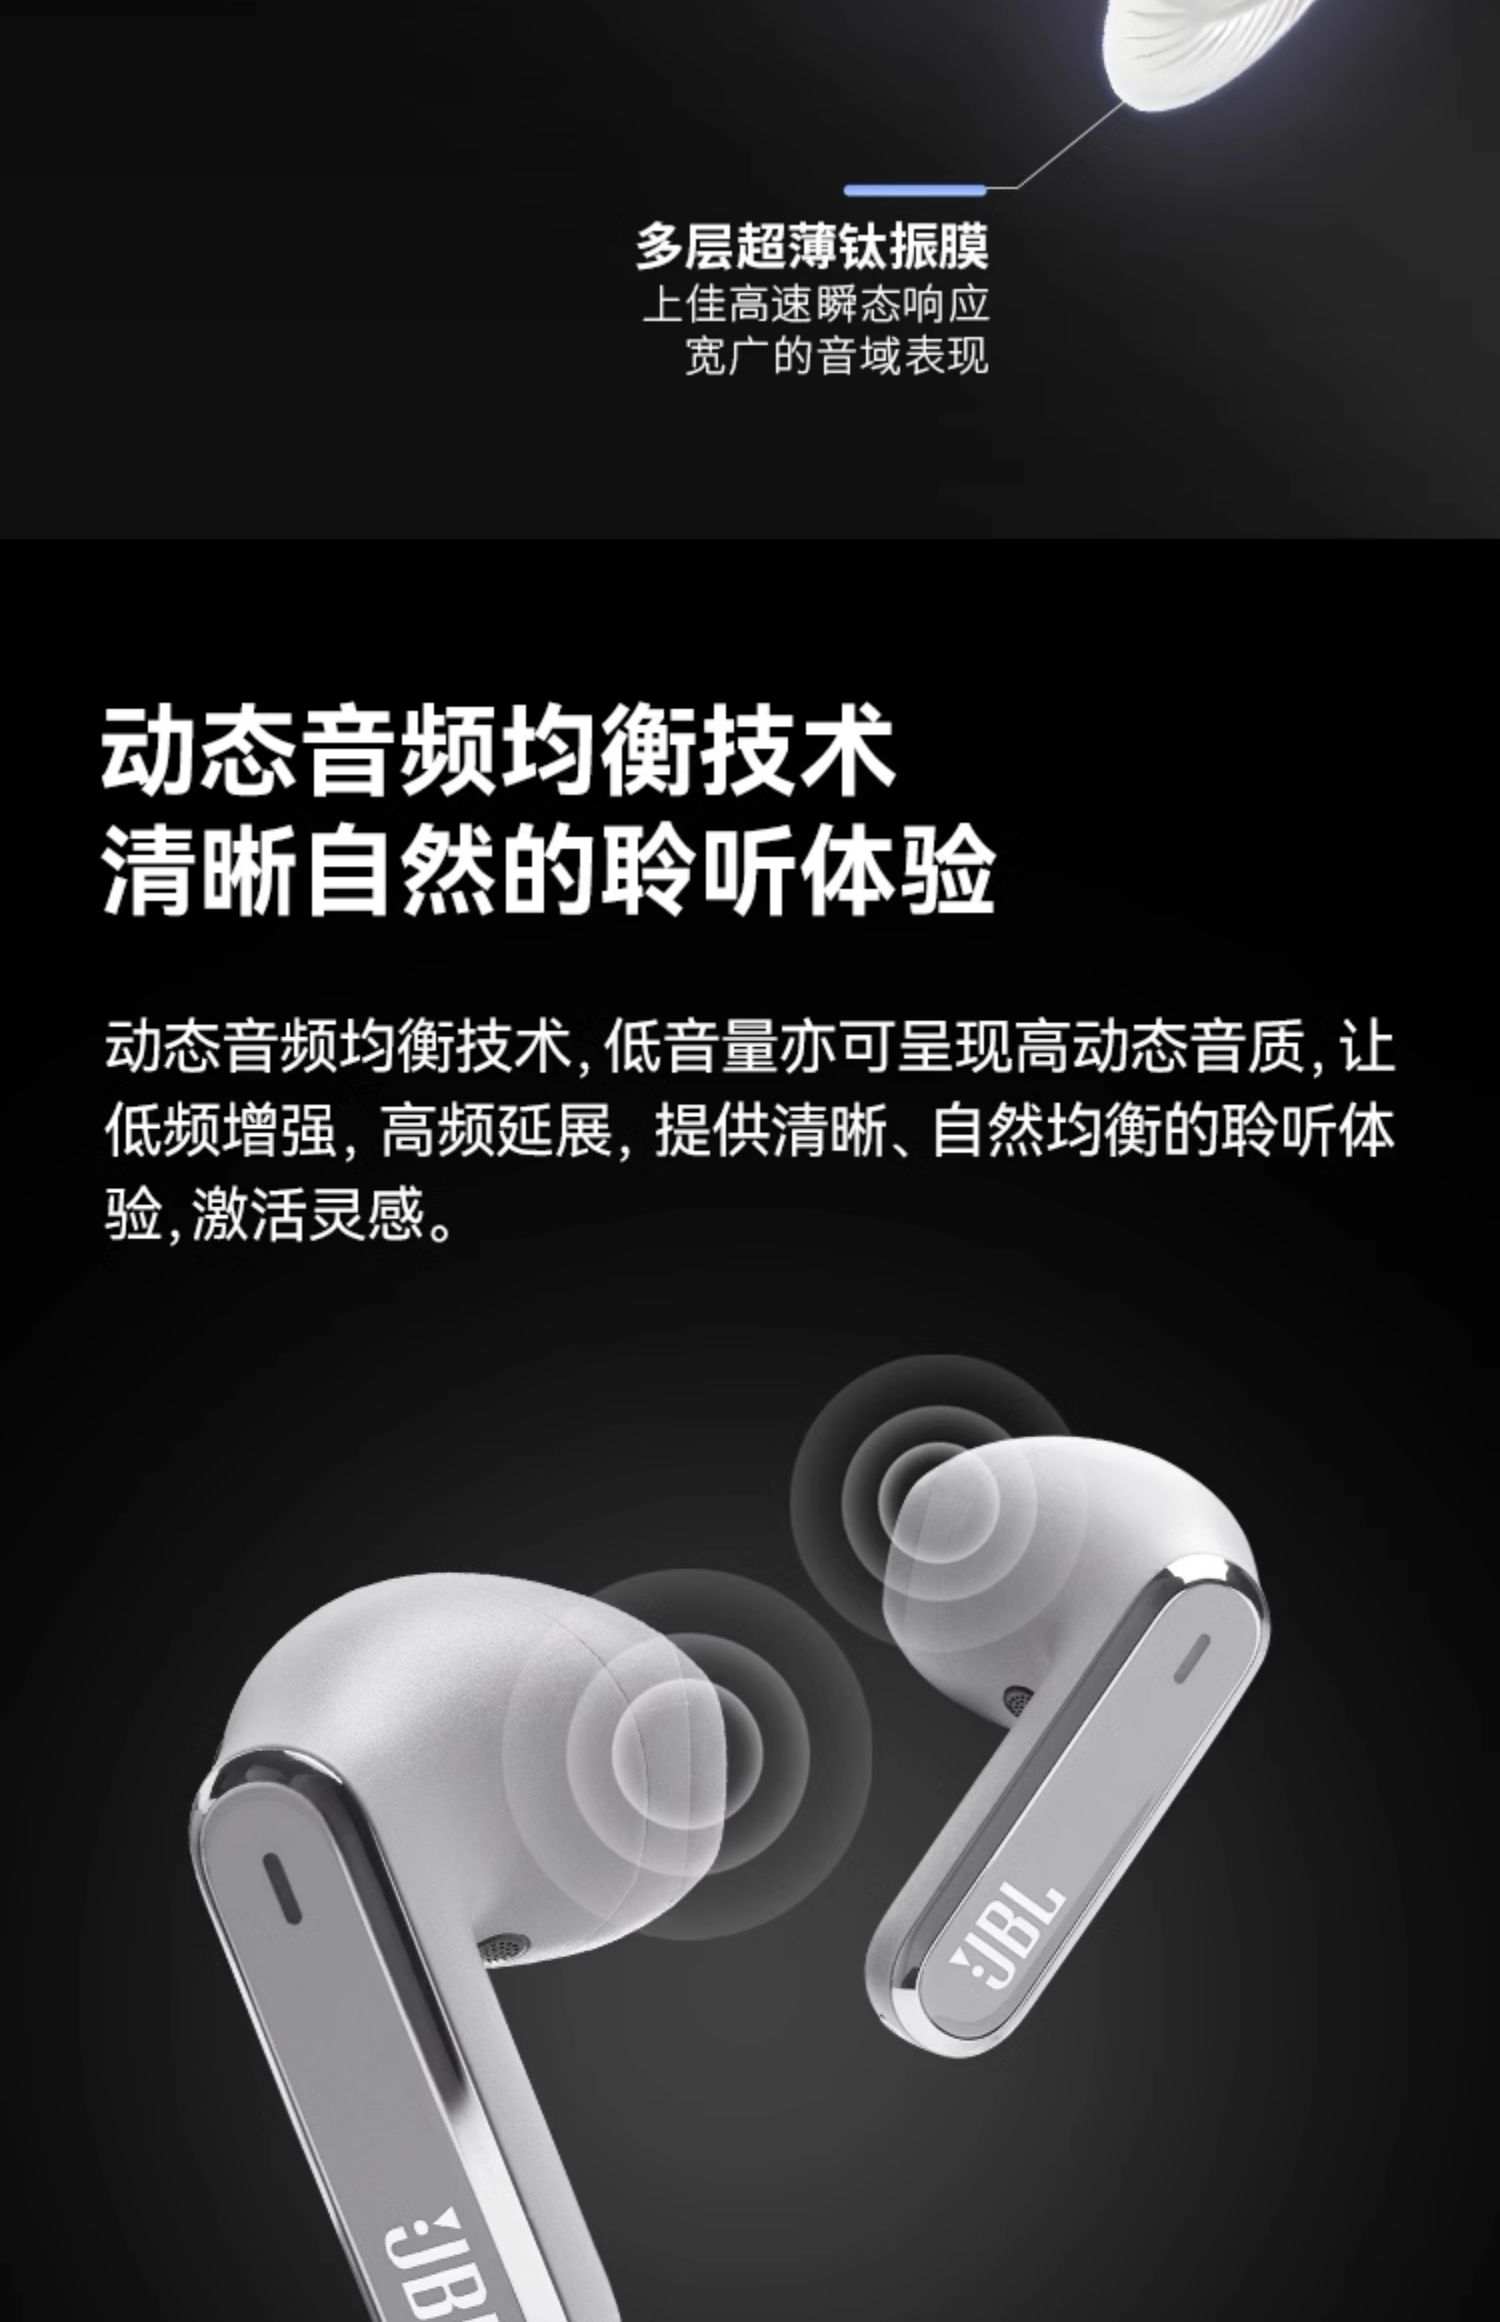 多层超薄钛振膜
上佳高速瞬态响应
宽广的音域表现
动态音频均衡技术
清晰自然的聆听体验
动态音频均衡技术,低音量亦可呈现高动态音质,让
低频增强,高频延展,提供清晰、自然均衡的聆听体
验,激活灵感。
JBL
JBL